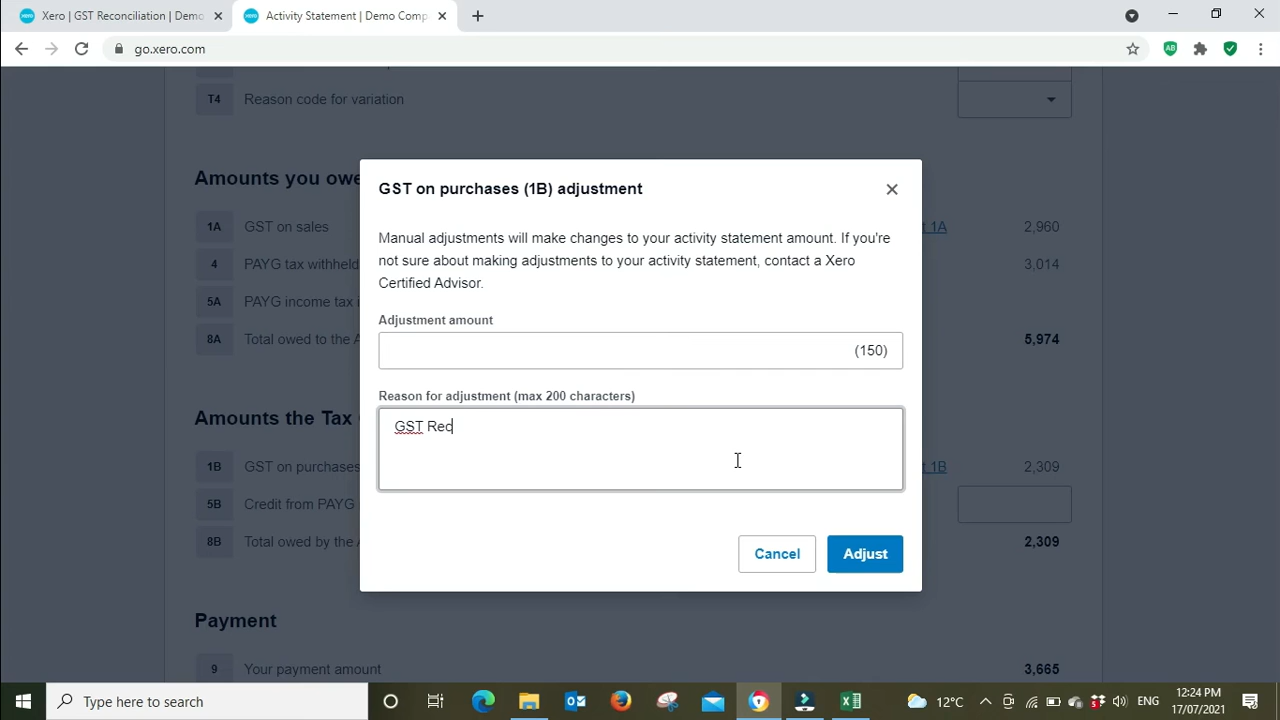 Xero | GST Reconciliation | Demo
Activity Statement | Demo Comp
go.xero.com
T4 Reason code for variation
Amounts you owe
1A GST on sales 1A 2,960
4 PAYG tax withheld 3,014
5A PAYG income tax i
8A Total owed to the A 5,974
Amounts the Tax
1B GST on purchases 1B 2,309
5B Credit from PAYG
8B Total owed by the A 2,309
Payment
9 Your payment amount 3,665
GST on purchases (1B) adjustment
Manual adjustments will make changes to your activity statement amount. If you're
not sure about making adjustments to your activity statement, contact a Xero
Certified Advisor.
Adjustment amount
(150)
Reason for adjustment (max 200 characters)
GST Rec
Cancel Adjust
Type here to search
12°C
ENG
12:24 PM
17/07/2021